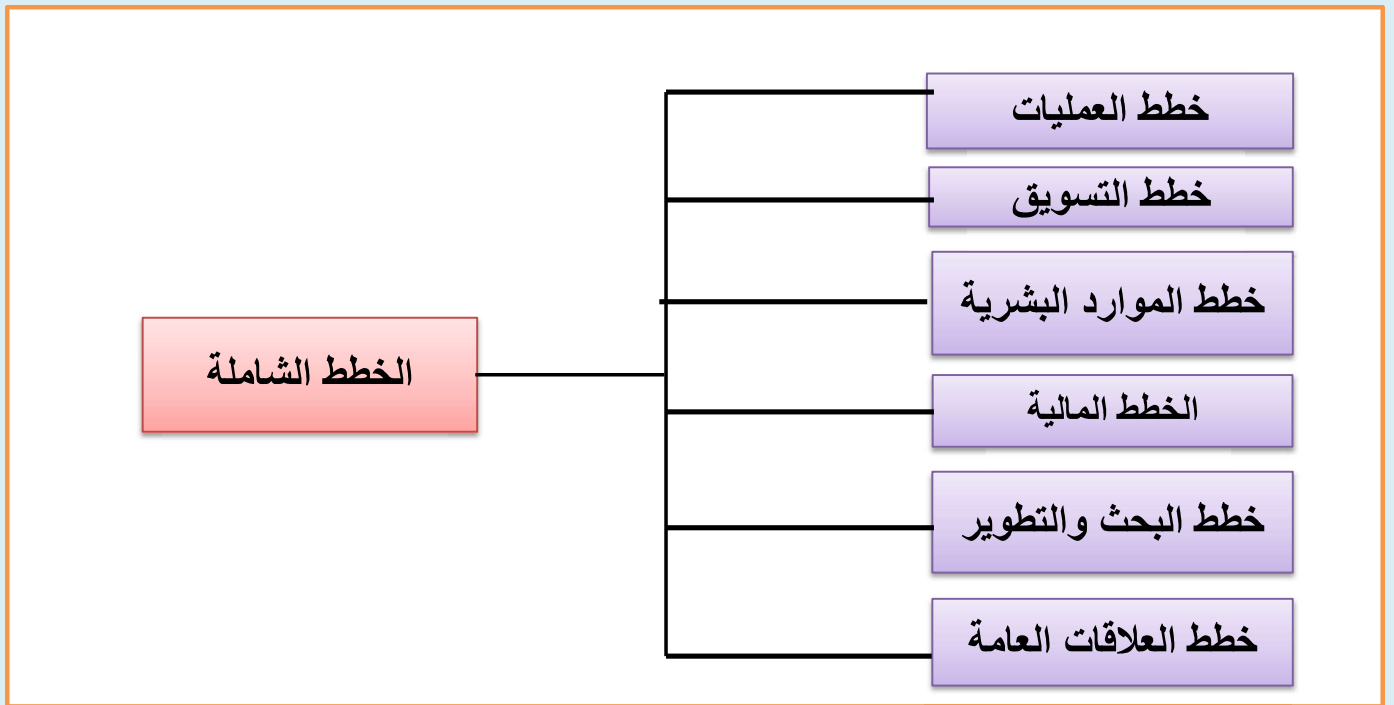 خطط العمليات
خطط التسويق
خطط الموارد البشرية
الخطط الشاملة
الخطط المالية
خطط البحث والتطوير
خطط العلاقات العامة